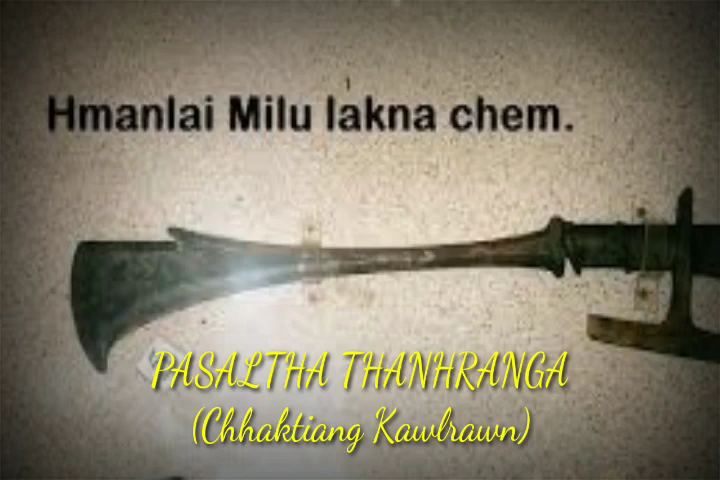 Hmanlai Milu lakna chem.
PASALTHA THANHRANGA
(Chhaktiang Kawlrawn)